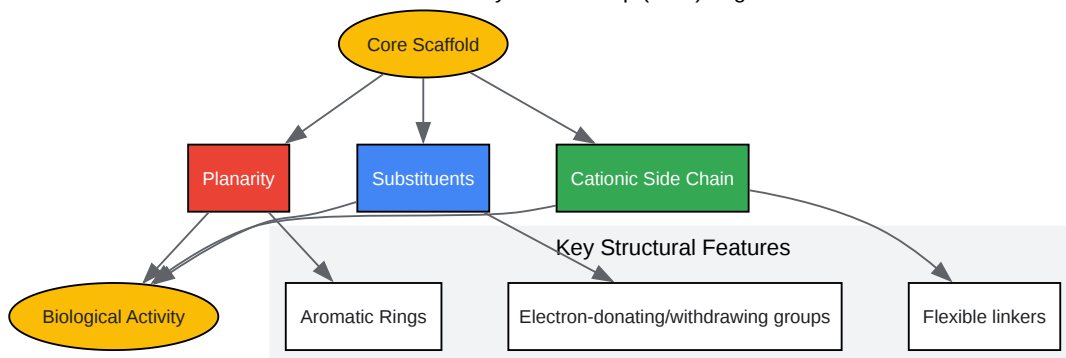 Core Scaffold
Planarity
Substituents
Cationic Side Chain
Key Structural Features
Biological Activity
Aromatic Rings
Electron-donating/withdrawing groups
Flexible linkers